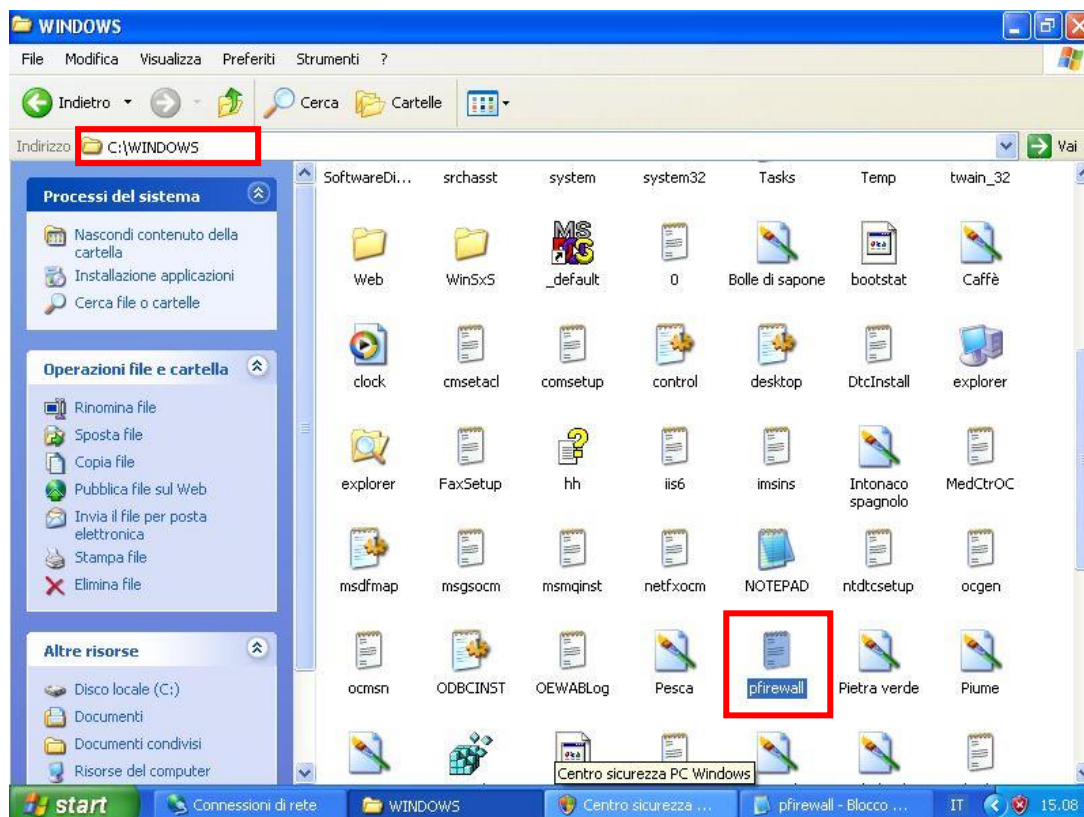 WINDOWS
File Modifica Visualizza Preferiti Strumenti ?
Indietro Cerca Cartelle
Indirizzo C:\WINDOWS Vai
Processi del sistema
Nascondi contenuto della
cartella
Installazione applicazioni
Cerca file o cartelle
Operazioni file e cartella
Rinomina file
Sposta file
Copia file
Pubblica file sul Web
Invia il file per posta
elettronica
Stampa file
Elimina file
Altre risorse
Disco locale (C:)
Documenti
Documenti condivisi
Risorse del computer
SoftwareDi... srchasst system system32 Tasks Temp twain_32
Web WinSxS _default 0 Bolle di sapone bootstat Caffè
clock cmsetacl comsetup control desktop DtcInstall explorer
explorer FaxSetup hh iis6 imsins Intonaco
spagnolo
MedCtrOC
msdfmap msgsocm msmqinst netfxocm NOTEPAD ntdtcsetup ocgen
ocmsn ODBCINST OEWABLog Pesca pfirewall Pietra verde Piume
Centro sicurezza PC Windows
start Connessioni di rete WINDOWS Centro sicurezza ... pfirewall - Blocco ... IT 15.08